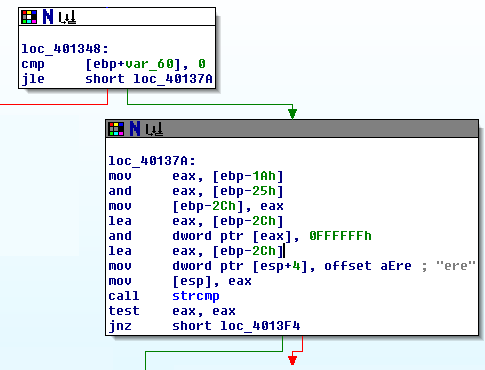 loc_401348:
cmp [ebp+var_60], 0
jle short loc_40137A
loc_40137A:
mov eax, [ebp-1Ah]
and eax, [ebp-25h]
mov [ebp-2Ch], eax
lea eax, [ebp-2Ch]
and dword ptr [eax], 0FFFFFFh
lea eax, [ebp-2Ch]
mov dword ptr [esp+4], offset aEre ; "ere"
mov [esp], eax
call strcmp
test eax, eax
jnz short loc_4013F4